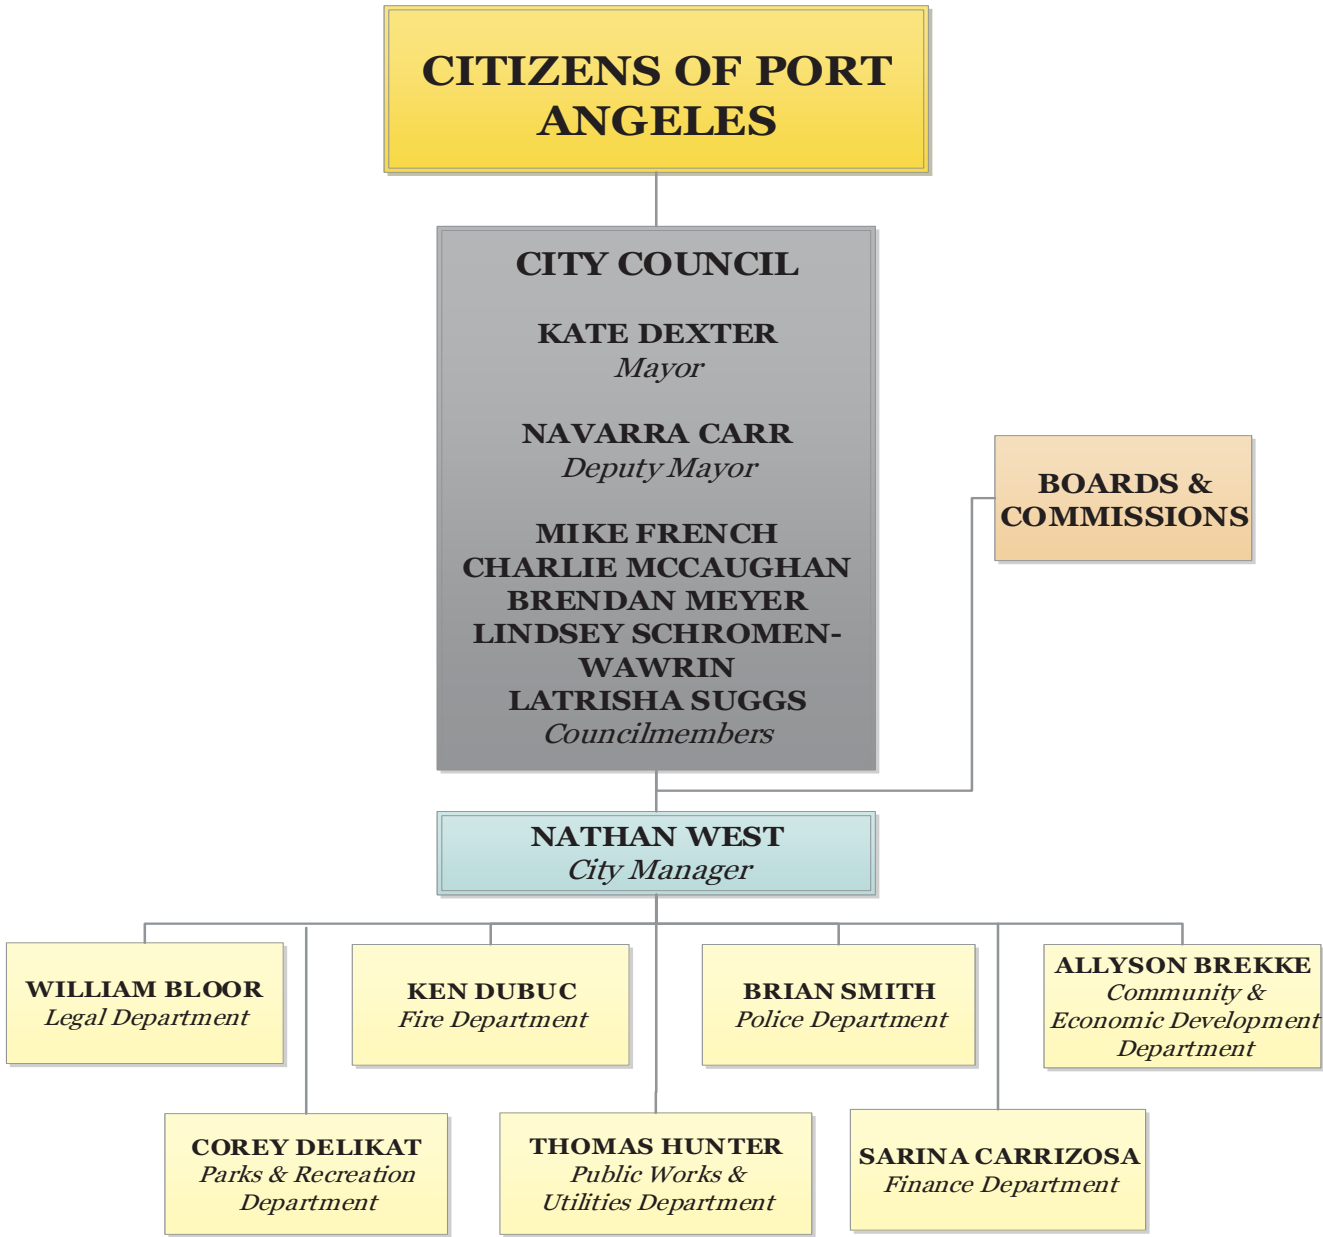 CITIZENS OF PORT
ANGELES
CITY COUNCIL
KATE DEXTER
Mayor
NAVARRA CARR
Deputy Mayor
MIKE FRENCH
CHARLIE MCCAUGHAN
BRENDAN MEYER
LINDSEY SCHROMEN-
WAWRIN
LATRISHA SUGGS
Councilmembers
BOARDS &
COMMISSIONS
NATHAN WEST
City Manager
WILLIAM BLOOR
Legal Department
KEN DUBUC
Fire Department
BRIAN SMITH
Police Department
ALLYSON BREKKE
Community &
Economic Development
Department
COREY DELIKAT
Parks & Recreation
Department
THOMAS HUNTER
Public Works &
Utilities Department
SARINA CARRIZOSA
Finance Department